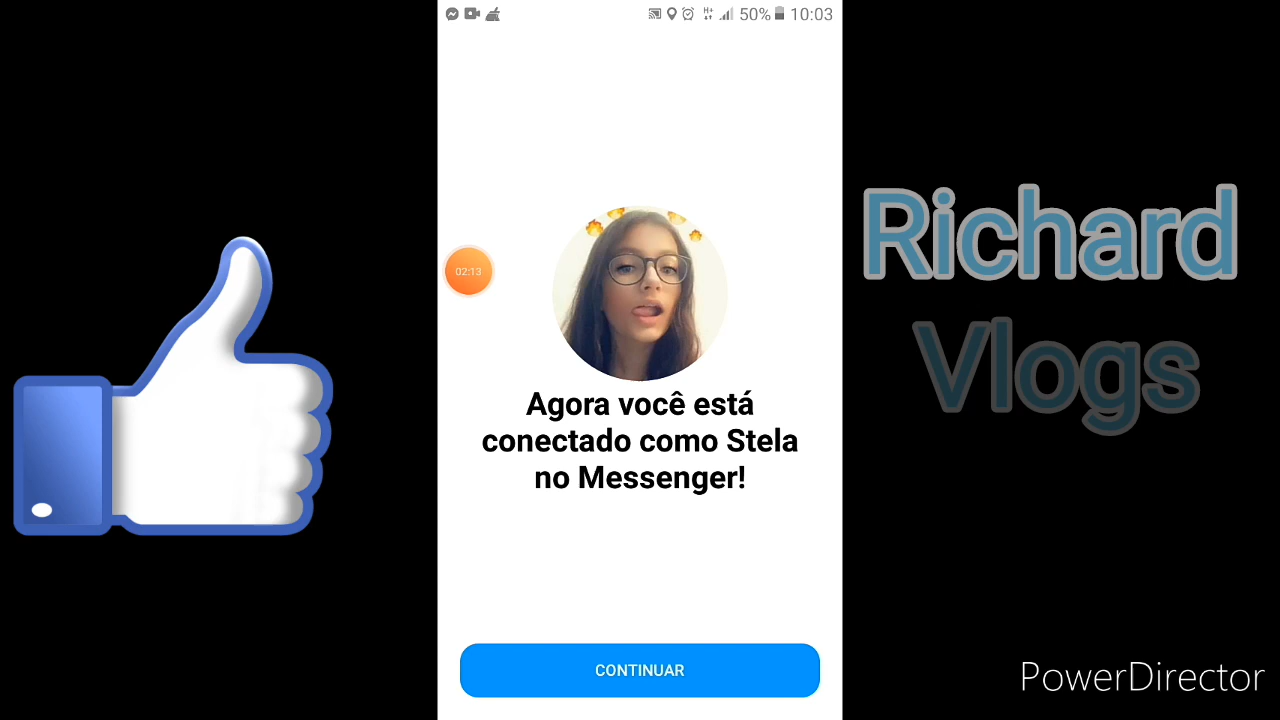 50% 10:03
02:13
Agora você está
conectado como Stela
no Messenger!
CONTINUAR
Richard
Vlogs
PowerDirector